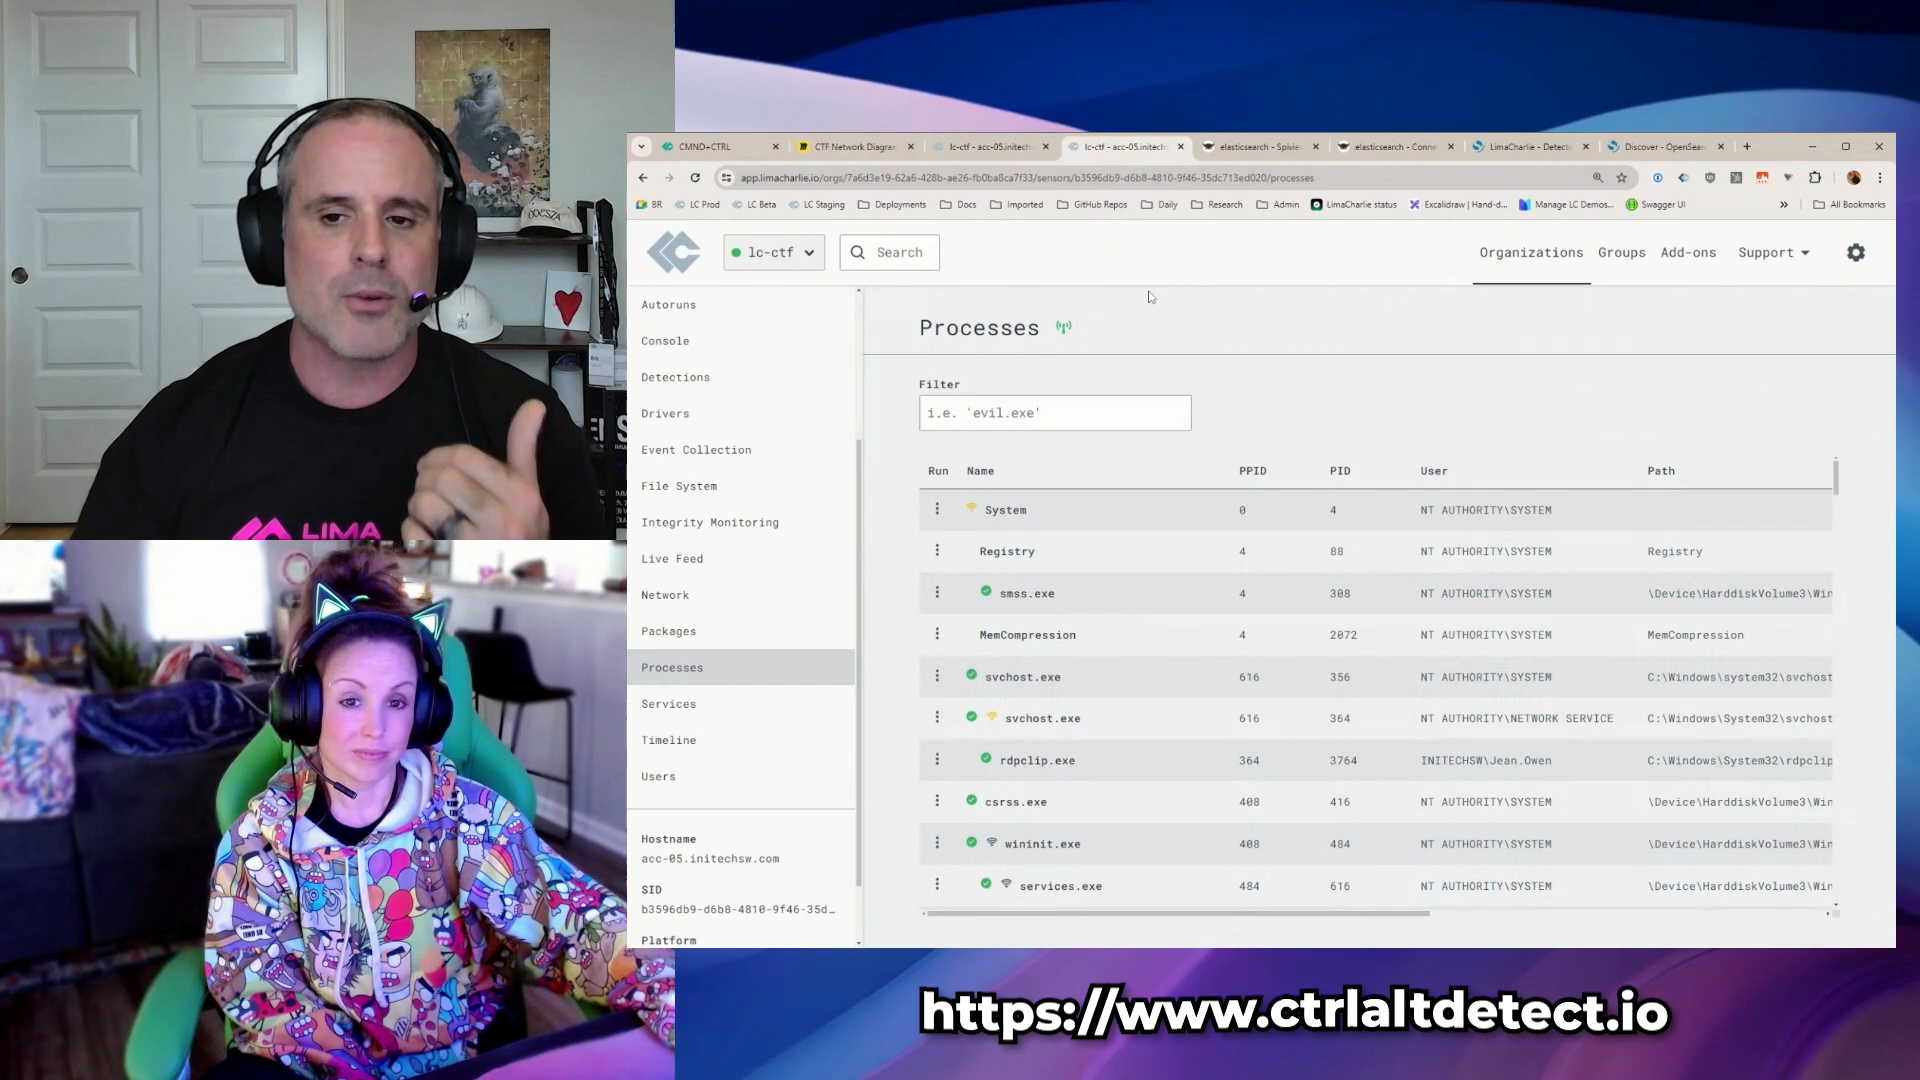 ODESZA
LIMA
CMND+CTRL
CTF Network Diagram
lc-ctf - acc-05.initechs
lc-ctf - acc-05.initechs
elasticsearch - Spivie
elasticsearch - Conne
LimaCharlie - Detecti
Discover - OpenSear
app.limacharlie.io/orgs/7a6d3e19-62a6-428b-ae26-fb0ba8ca7f33/sensors/b3596db9-d6b8-4810-9f46-35dc713ed020/processes
BR
LC Prod
LC Beta
LC Staging
Deployments
Docs
Imported
GitHub Repos
Daily
Research
Admin
LimaCharlie status
Excalidraw | Hand-d...
Manage LC Demos...
Swagger UI
»
All Bookmarks
lc-ctf
Search
Organizations
Groups
Add-ons
Support
Autoruns
Console
Detections
Drivers
Event Collection
File System
Integrity Monitoring
Live Feed
Network
Packages
Processes
Services
Timeline
Users
Hostname
acc-05.initechsw.com
SID
b3596db9-d6b8-4810-9f46-35d…
Platform
Processes
Filter
i.e. 'evil.exe'
Run Name PPID PID User Path
System 0 4 NT AUTHORITY\SYSTEM
Registry 4 88 NT AUTHORITY\SYSTEM Registry
smss.exe 4 308 NT AUTHORITY\SYSTEM \Device\HarddiskVolume3\Win
MemCompression 4 2072 NT AUTHORITY\SYSTEM MemCompression
svchost.exe 616 356 NT AUTHORITY\SYSTEM C:\Windows\system32\svchost
svchost.exe 616 364 NT AUTHORITY\NETWORK SERVICE C:\Windows\System32\svchost
rdpclip.exe 364 3764 INITECHSW\Jean.Owen C:\Windows\System32\rdpclip
csrss.exe 408 416 NT AUTHORITY\SYSTEM \Device\HarddiskVolume3\Win
wininit.exe 408 484 NT AUTHORITY\SYSTEM \Device\HarddiskVolume3\Win
services.exe 484 616 NT AUTHORITY\SYSTEM \Device\HarddiskVolume3\Win
https://www.ctrlaltdetect.io